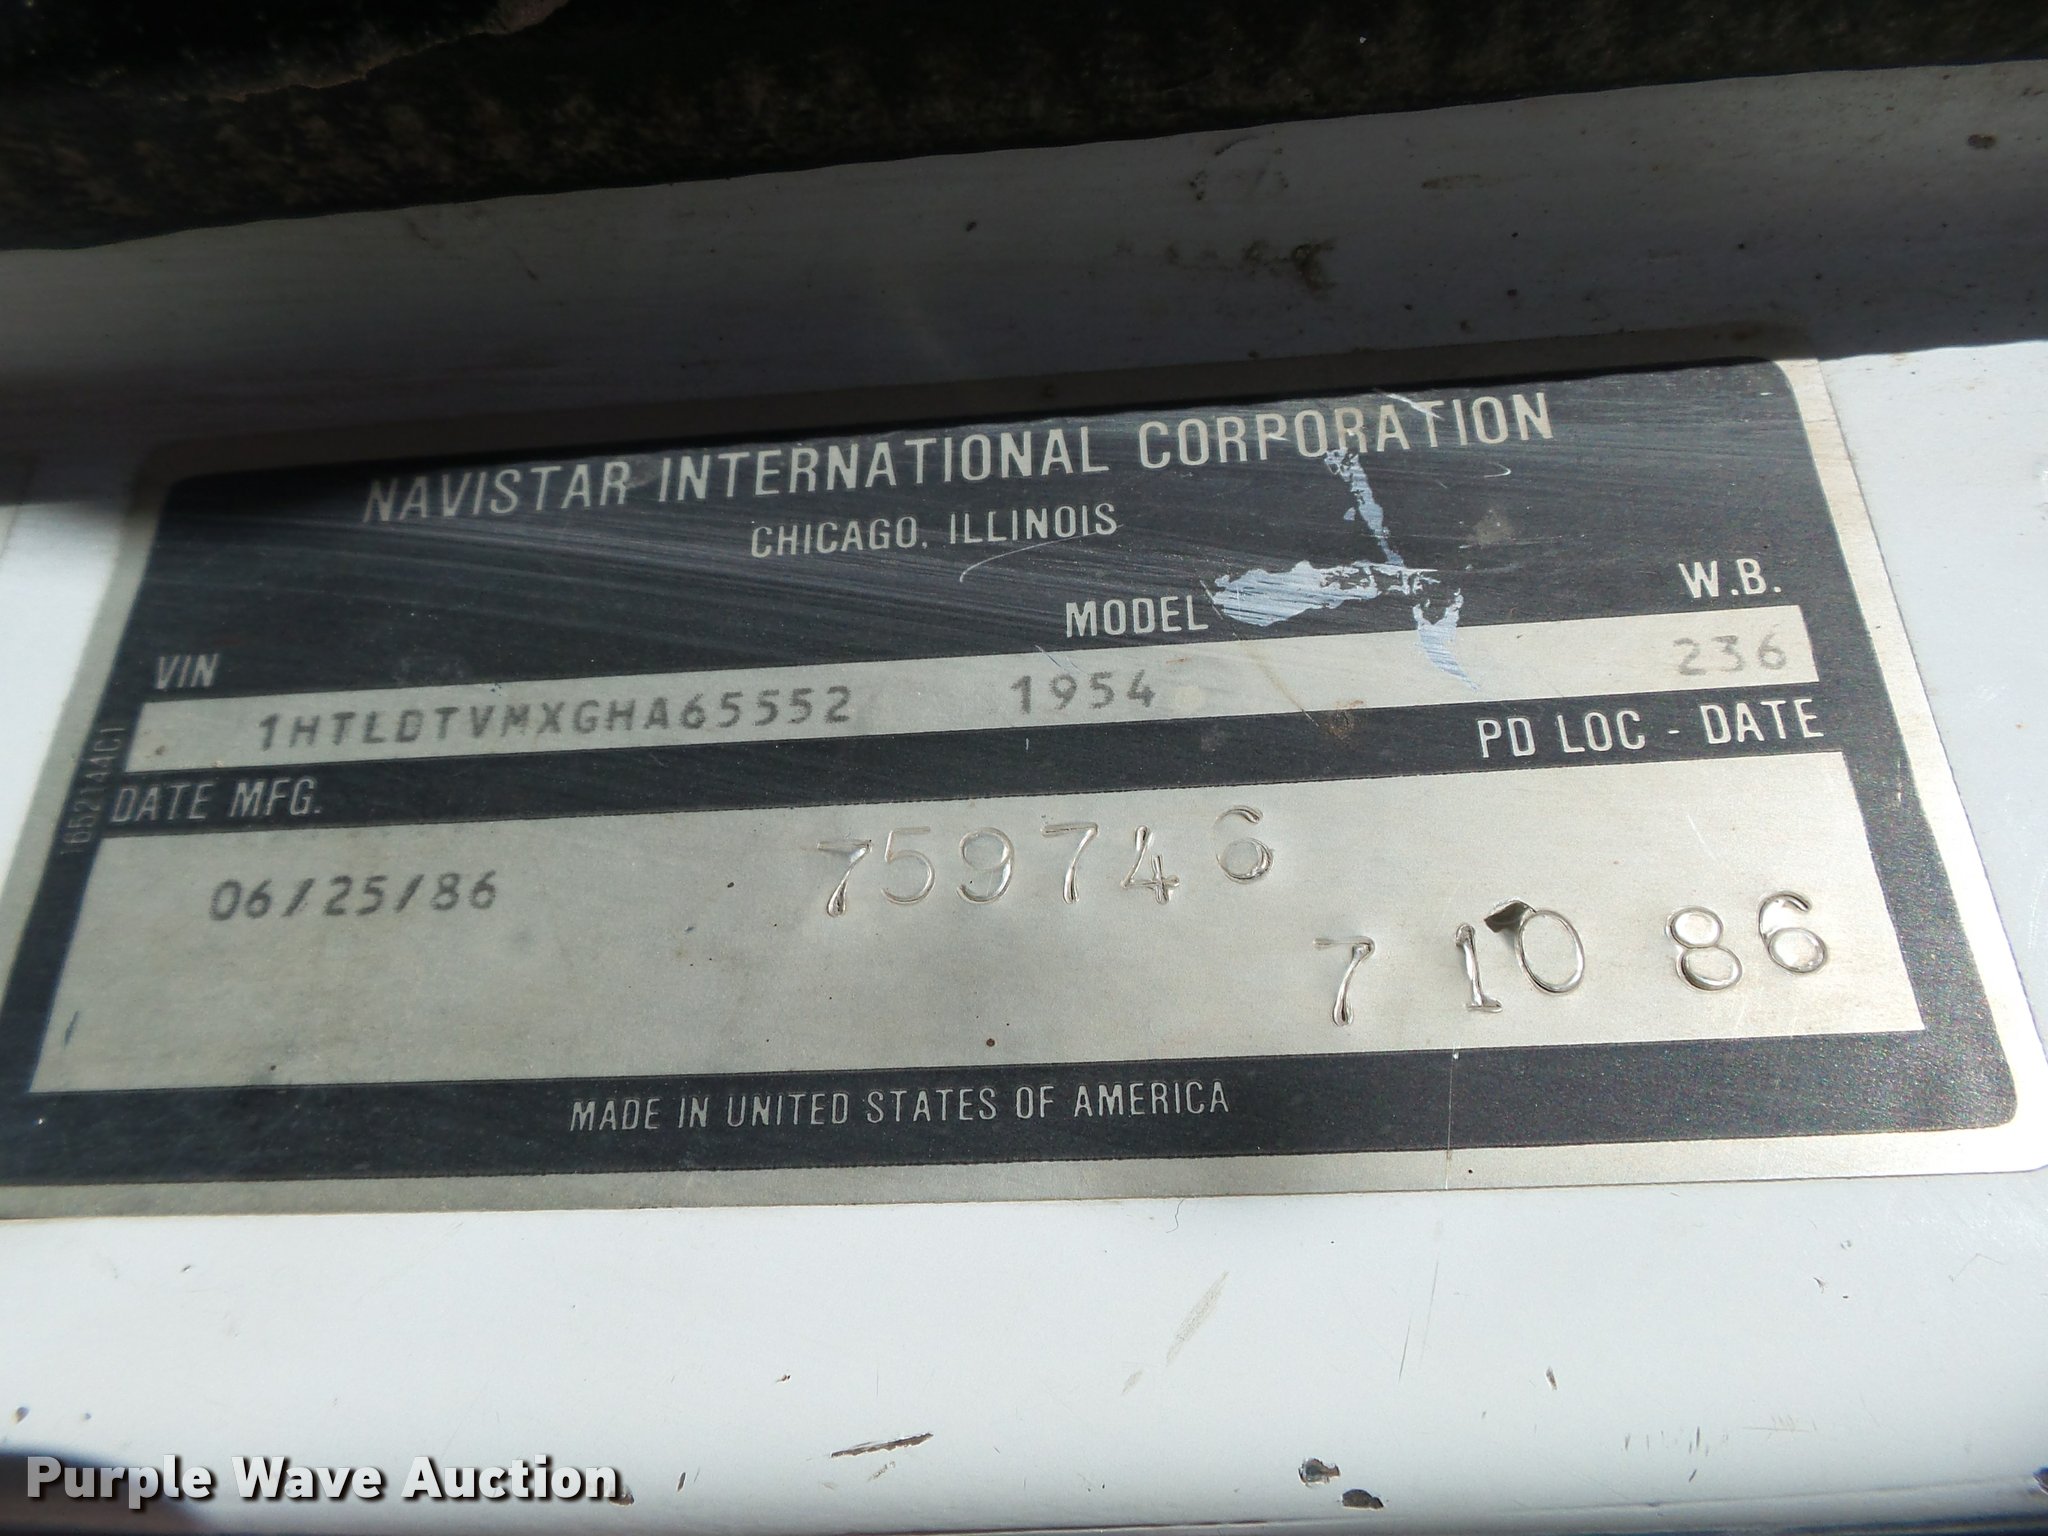 NAVISTAR INTERNATIONAL CORPORATION
CHICAGO, ILLINOIS
VIN MODEL W.B.
1HTLDTVMXGHA65552 1954 236
DATE MFG. PD LOC - DATE
06/25/86 759746
7 10 86
MADE IN UNITED STATES OF AMERICA
1652144C1
Purple Wave Auction